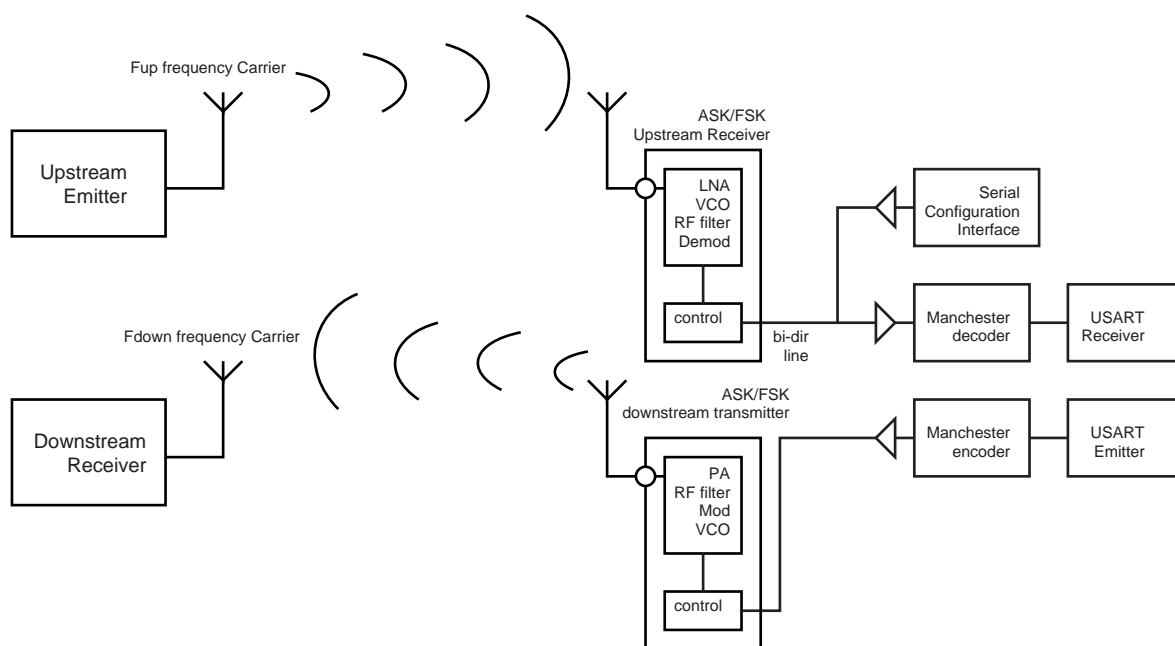 Fup frequency Carrier
Upstream
Emitter
ASK/FSK
Upstream Receiver
LNA
VCO
RF filter
Demod
control
bi-dir
line
Serial
Configuration
Interface
Manchester
decoder
USART
Receiver
Fdown frequency Carrier
Downstream
Receiver
ASK/FSK
downstream transmitter
PA
RF filter
Mod
VCO
control
Manchester
encoder
USART
Emitter